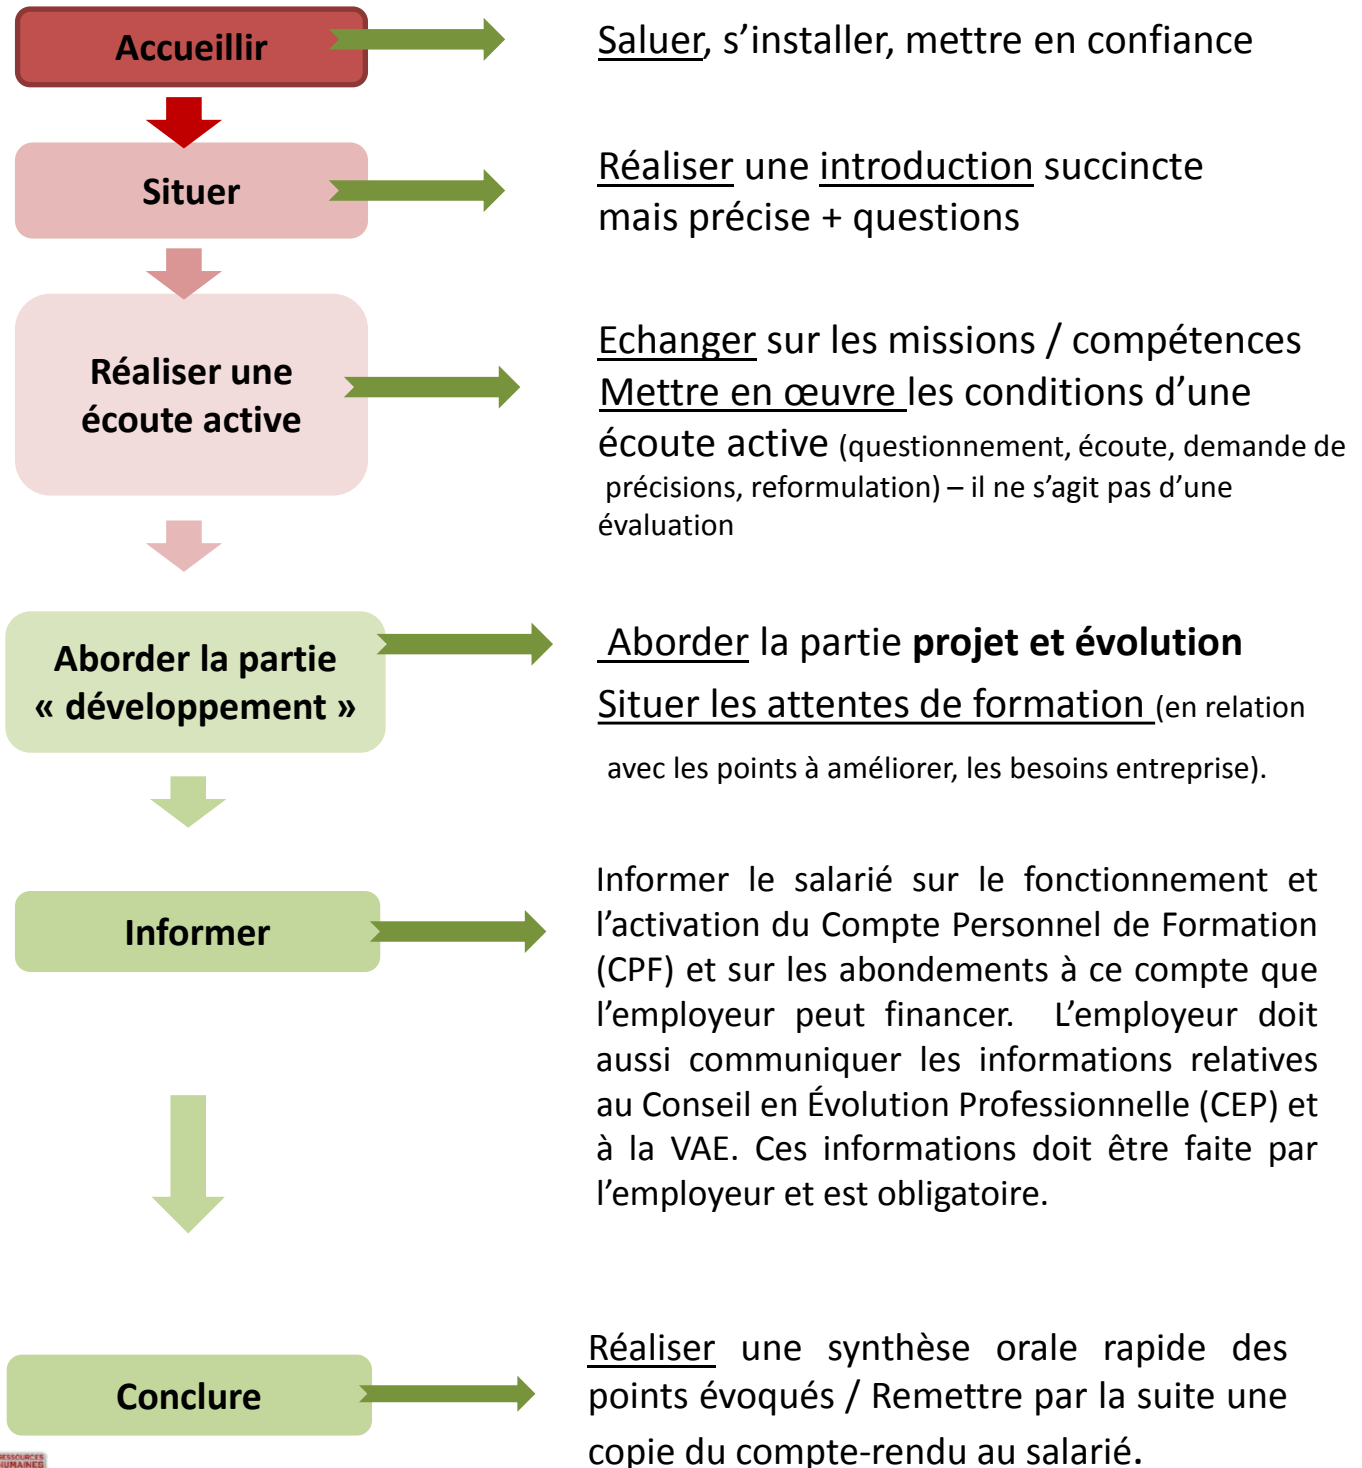 Accueillir
Saluer, s’installer, mettre en confiance
Situer
Réaliser une introduction succincte
mais précise + questions
Réaliser une
écoute active
Echanger sur les missions / compétences
Mettre en œuvre les conditions d’une
écoute active (questionnement, écoute, demande de
précisions, reformulation) – il ne s’agit pas d’une
évaluation
Aborder la partie
« développement »
Aborder la partie projet et évolution
Situer les attentes de formation (en relation
avec les points à améliorer, les besoins entreprise).
Informer
Informer le salarié sur le fonctionnement et
l’activation du Compte Personnel de Formation
(CPF) et sur les abondements à ce compte que
l’employeur peut financer. L’employeur doit
aussi communiquer les informations relatives
au Conseil en Évolution Professionnelle (CEP) et
à la VAE. Ces informations doit être faite par
l’employeur et est obligatoire.
Conclure
Réaliser une synthèse orale rapide des
points évoqués / Remettre par la suite une
copie du compte-rendu au salarié.
RESSOURCES
HUMAINES